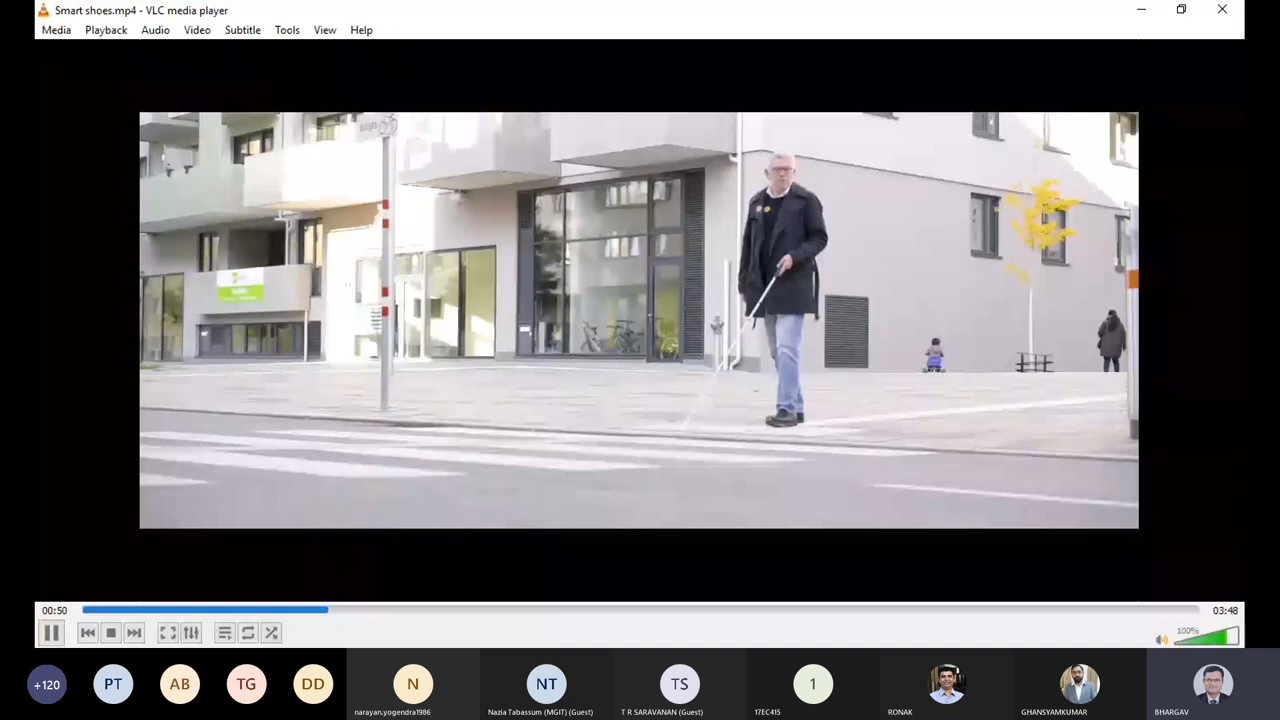 Smart shoes.mp4 - VLC media player
Media Playback Audio Video Subtitle Tools View Help
00:50
03:48
100%
+120
PT
AB
TG
DD
N
NT
TS
1
narayan.yogendra1986
Nazia Tabassum (MGIT) (Guest)
T R SARAVANAN (Guest)
17EC415
RONAK
GHANSYAMKUMAR
BHARGAV